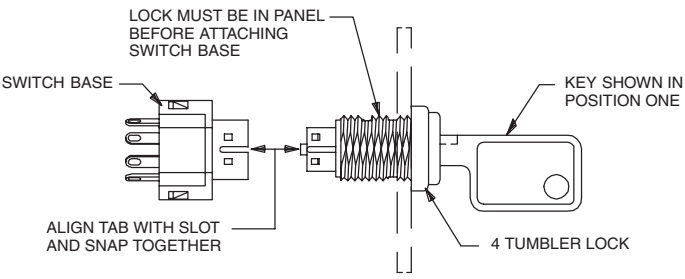 LOCK MUST BE IN PANEL
BEFORE ATTACHING
SWITCH BASE
SWITCH BASE
KEY SHOWN IN
POSITION ONE
ALIGN TAB WITH SLOT
AND SNAP TOGETHER
4 TUMBLER LOCK